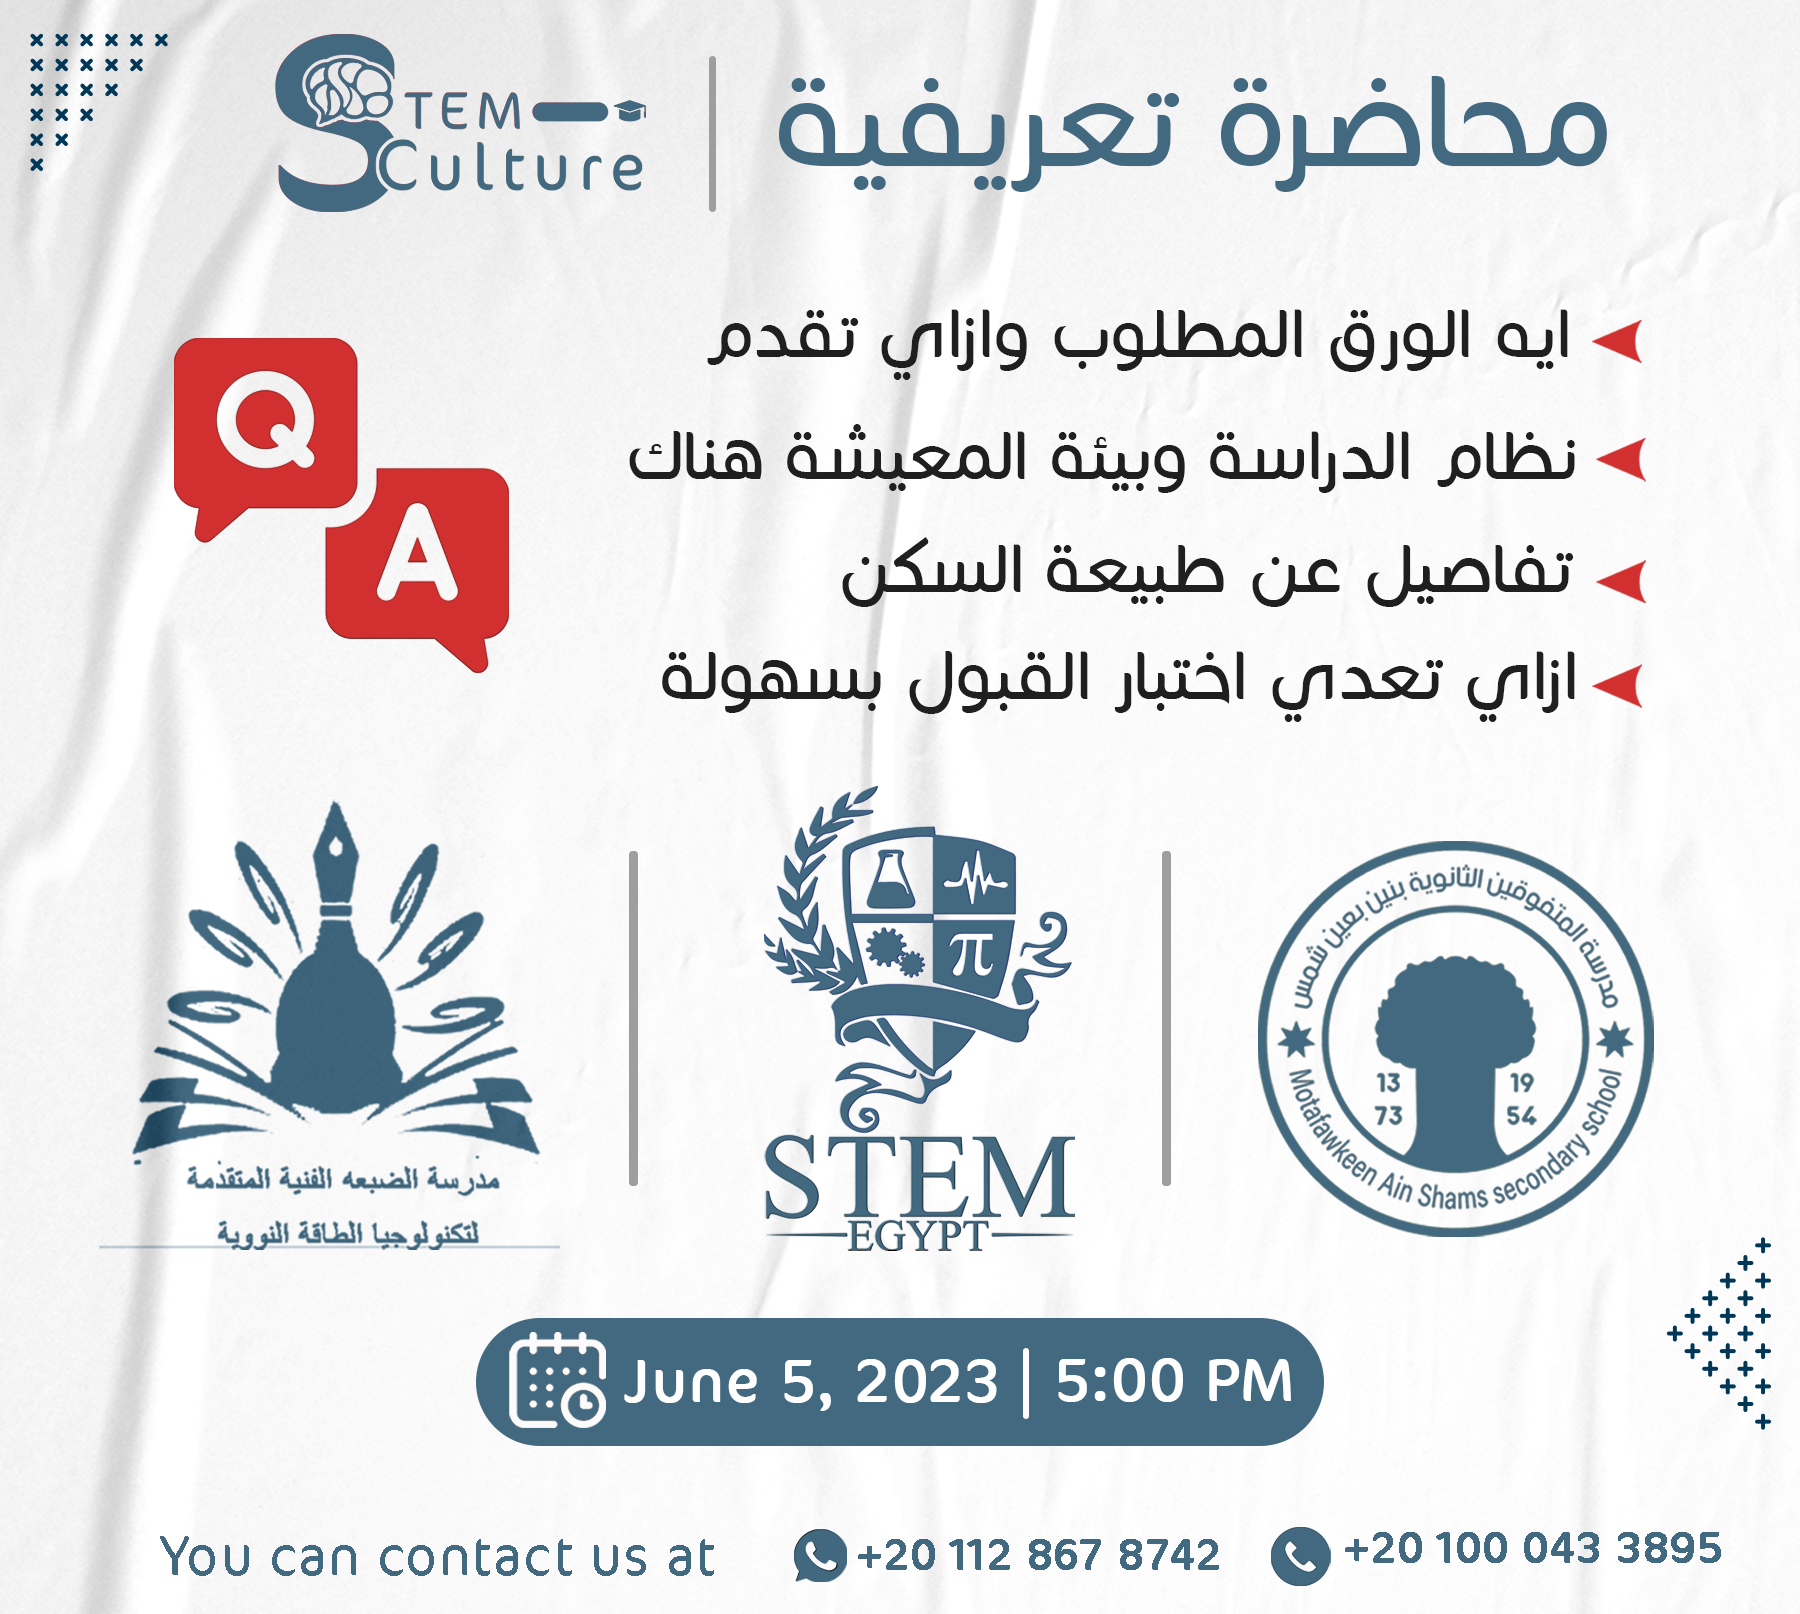 STEM
Culture
محاضرة تعريفية
ايه الورق المطلوب وازاي تقدم
نظام الدراسة وبيئة المعيشة هناك
تفاصيل عن طبيعة السكن
ازاي تعدي اختبار القبول بسهولة
Q
A
مدرسة الضبعه الفنية المتقدمة
لتكنولوجيا الطاقة النووية
π
STEM
EGYPT
مدرسة المتفوقين الثانوية بنين بعين شمس
13 19
73 54
Motafawkeen Ain Shams secondary school
June 5, 2023 | 5:00 PM
You can contact us at +20 112 867 8742 +20 100 043 3895